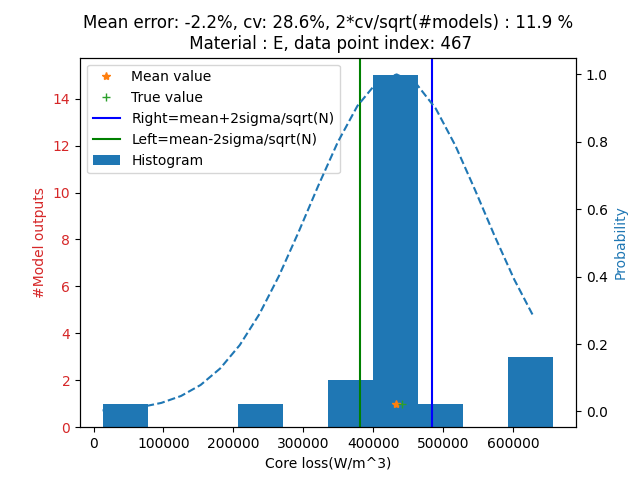 Mean error: -2.2%, cv: 28.6%, 2*cv/sqrt(#models) : 11.9 %
Material : E, data point index: 467
Mean value
True value
Right=mean+2sigma/sqrt(N)
Left=mean-2sigma/sqrt(N)
Histogram
#Model outputs
14
12
10
8
6
4
2
0
1.0
0.8
0.6
0.4
0.2
0.0
Probability
0 100000 200000 300000 400000 500000 600000
Core loss(W/m^3)